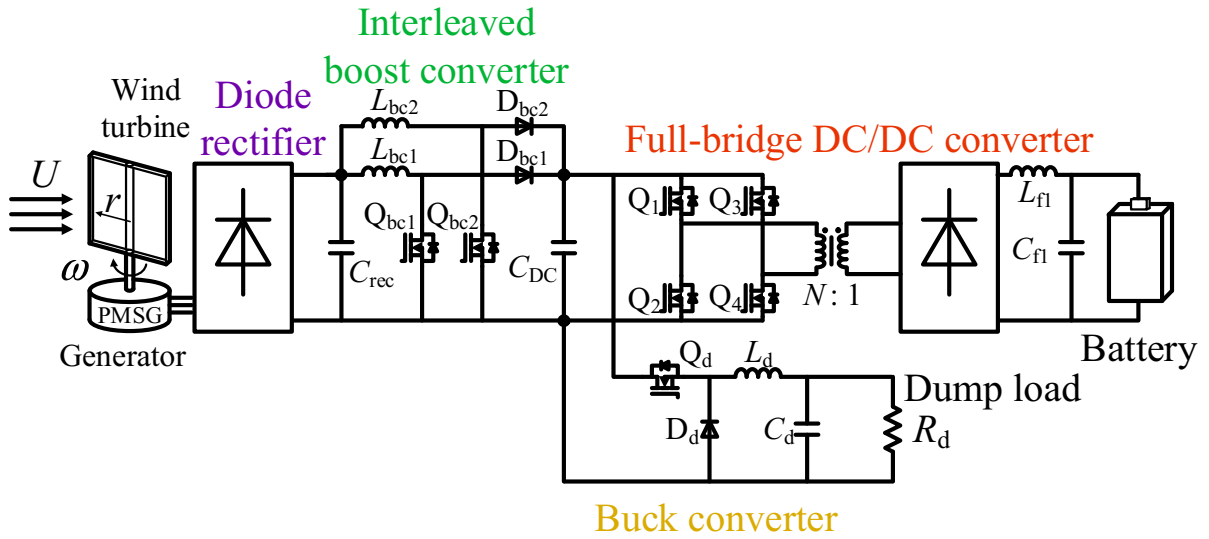 Interleaved
boost converter
Wind
turbine
Diode
rectifier
L_bc2
D_bc2
L_bc1
D_bc1
Full-bridge DC/DC converter
U
r
ω
PMSG
Generator
C_rec
Q_bc1
Q_bc2
C_DC
Q_1
Q_3
Q_2
Q_4
N: 1
L_f1
C_f1
Battery
Q_d
L_d
D_d
C_d
Dump load
R_d
Buck converter